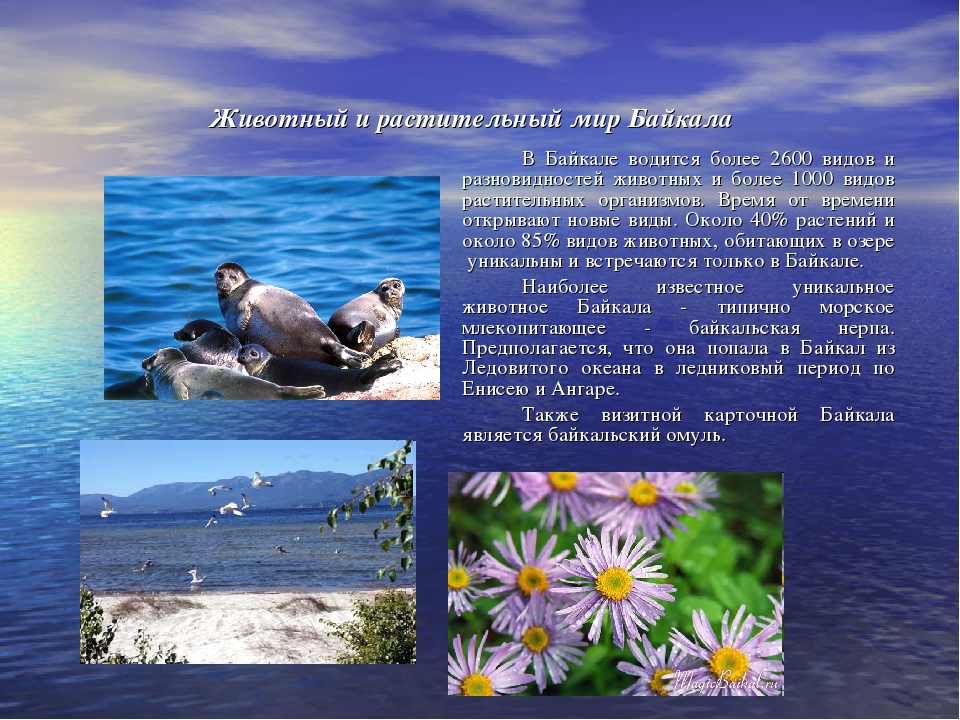 Животный и растительный мир Байкала
В Байкале водится более 2600 видов и
разновидностей животных и более 1000 видов
растительных организмов. Время от времени
открывают новые виды. Около 40% растений и
около 85% видов животных, обитающих в озере
уникальны и встречаются только в Байкале.
Наиболее известное уникальное
животное Байкала - типично морское
млекопитающее - байкальская нерпа.
Предполагается, что она попала в Байкал из
Ледовитого океана в ледниковый период по
Енисею и Ангаре.
Также визитной карточной Байкала
является байкальский омуль.
MagicBaikal.ru